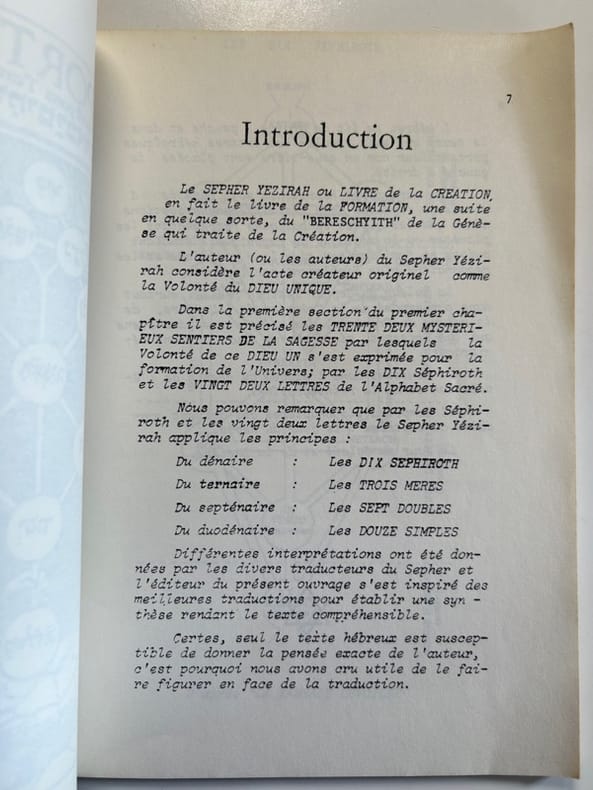 7
Introduction
Le SEPHER YEZIRAH ou LIVRE de la CREATION,
en fait le livre de la FORMATION, une suite
en quelque sorte, du "BERESCHYITH" de la Génè-
se qui traite de la Création.
L'auteur (ou les auteurs) du Sepher Yézi-
rah considère l'acte créateur originel comme
la Volonté du DIEU UNIQUE.
Dans la première section du premier cha-
pître il est précisé les TRENTE DEUX MYSTERI-
EUX SENTIERS DE LA SAGESSE par lesquels la
Volonté de ce DIEU UN s'est exprimée pour la
formation de l'Univers; par les DIX Séphiroth
et les VINGT DEUX LETTRES de l'Alphabet Sacré.
Nous pouvons remarquer que par les Séphi-
roth et les vingt deux lettres le Sepher Yézi-
rah applique les principes :
Du dénaire : Les DIX SEPHIROTH
Du ternaire : Les TROIS MERES
Du septénaire : Les SEPT DOUBLES
Du duodénaire : Les DOUZE SIMPLES
Différentes interprétations ont été don-
nées par les divers traducteurs du Sepher et
l'éditeur du présent ouvrage s'est inspiré des
meilleures traductions pour établir une syn -
thèse rendant le texte compréhensible.
Certes, seul le texte hébreux est suscep-
tible de donner la pensée exacte de l'auteur,
c'est pourquoi nous avons cru utile de le fai-
re figurer en face de la traduction.